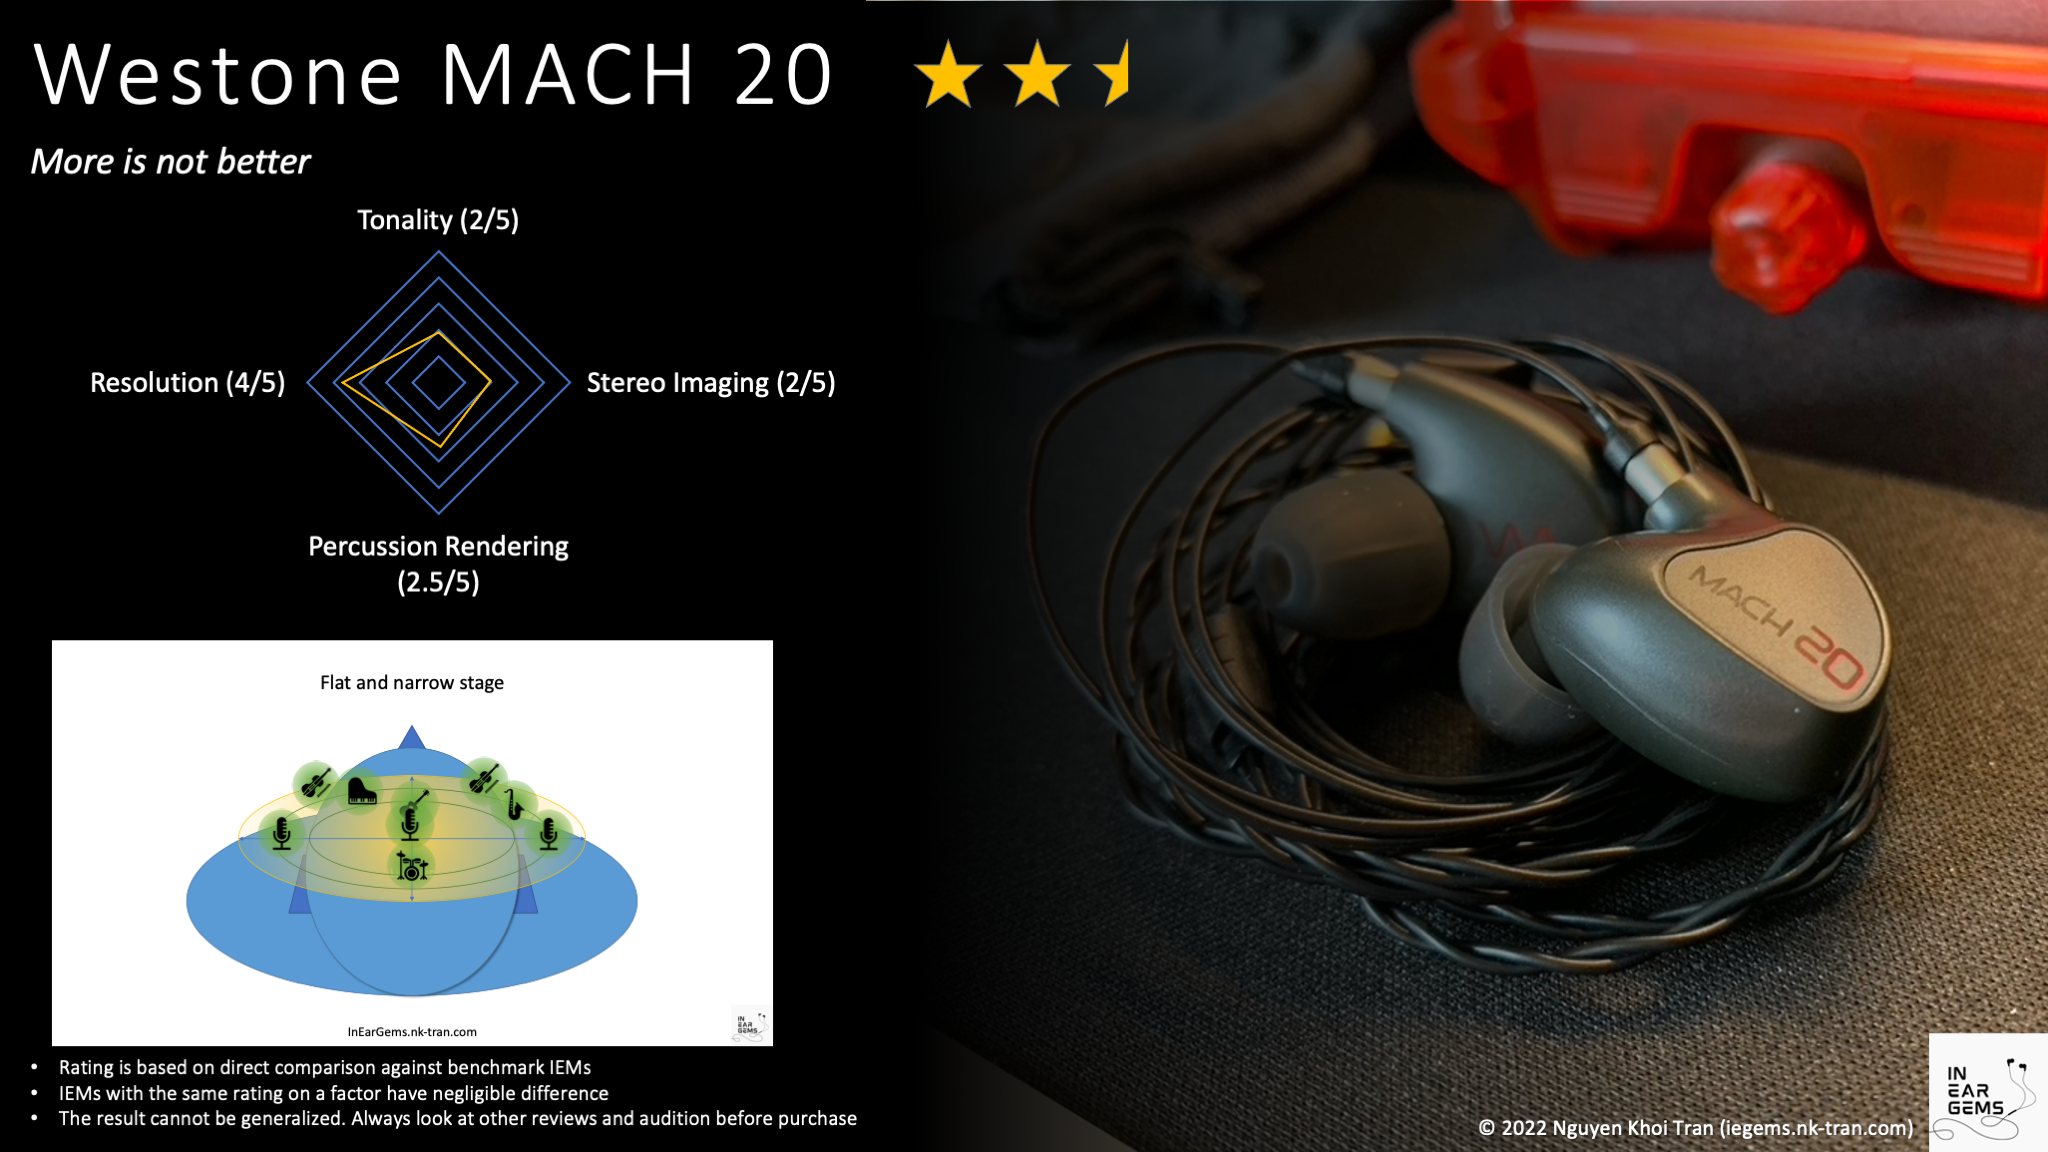 Westone MACH 20
More is not better
Tonality (2/5)
Resolution (4/5)
Stereo Imaging (2/5)
Percussion Rendering
(2.5/5)
Flat and narrow stage
InEarGems.nk-tran.com
IN
EAR
GEMS
• Rating is based on direct comparison against benchmark IEMs
• IEMs with the same rating on a factor have negligible difference
• The result cannot be generalized. Always look at other reviews and audition before purchase
MACH 20
© 2022 Nguyen Khoi Tran (iegems.nk-tran.com)
IN
EAR
GEMS